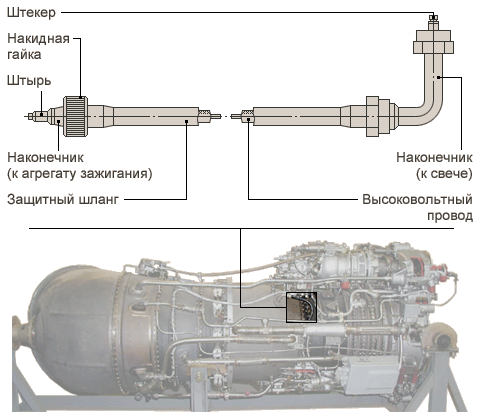 Штекер
Накидная
гайка
Штырь
Наконечник
(к агрегату зажигания)
Наконечник
(к свече)
Защитный шланг
Высоковольтный
провод